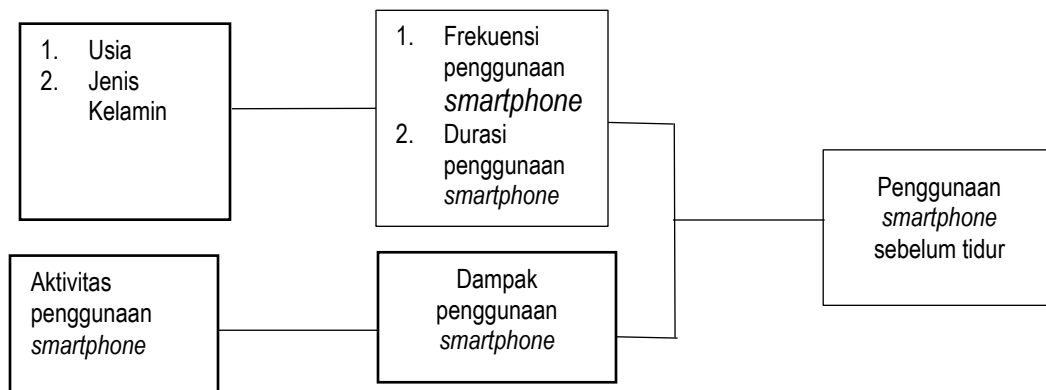 1. Usia
2. Jenis
Kelamin
1. Frekuensi
penggunaan
smartphone
2. Durasi
penggunaan
smartphone
Penggunaan
smartphone
sebelum tidur
Aktivitas
penggunaan
smartphone
Dampak
penggunaan
smartphone